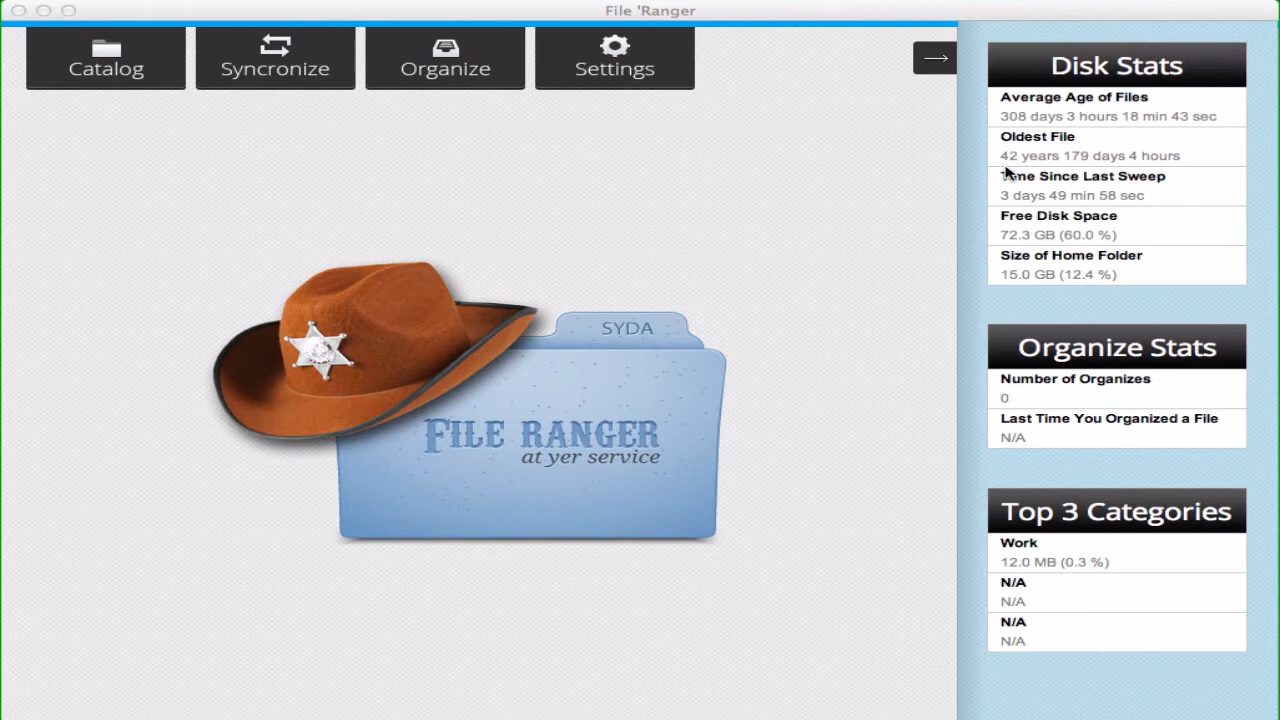 File 'Ranger
Catalog
Syncronize
Organize
Settings
SYDA
FILE RANGER
at yer service
Disk Stats
Average Age of Files
308 days 3 hours 18 min 43 sec
Oldest File
42 years 179 days 4 hours
Time Since Last Sweep
3 days 49 min 58 sec
Free Disk Space
72.3 GB (60.0 %)
Size of Home Folder
15.0 GB (12.4 %)
Organize Stats
Number of Organizes
0
Last Time You Organized a File
N/A
Top 3 Categories
Work
12.0 MB (0.3 %)
N/A
N/A
N/A
N/A